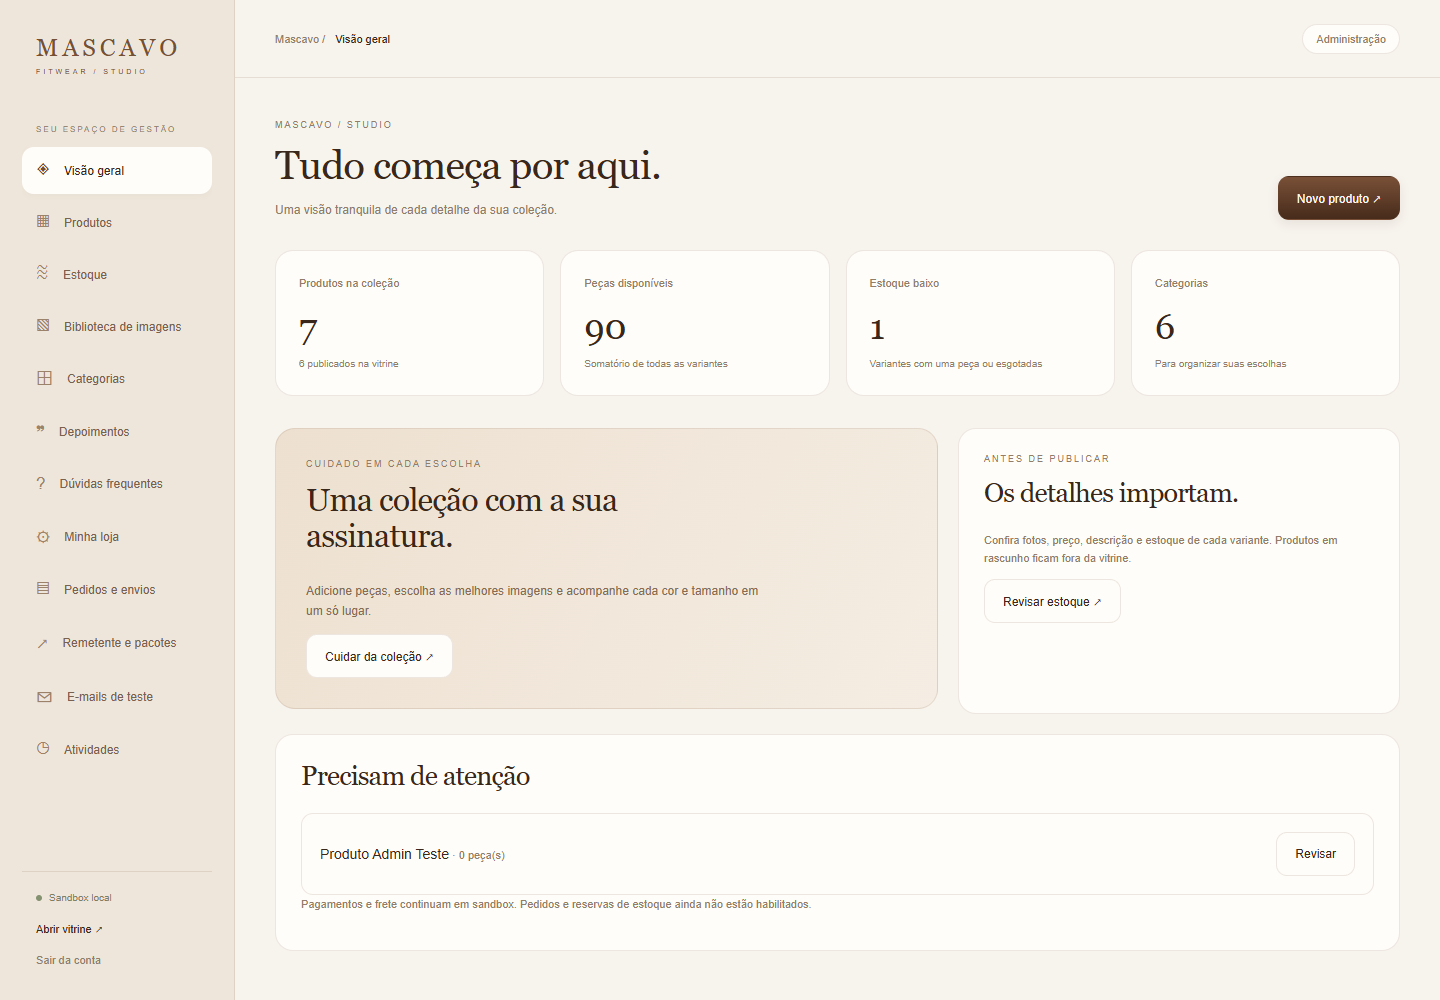 MASCAVO
FITWEAR / STUDIO
SEU ESPAÇO DE GESTÃO
Visão geral
Produtos
Estoque
Biblioteca de imagens
Categorias
Depoimentos
Dúvidas frequentes
Minha loja
Pedidos e envios
Remetente e pacotes
E-mails de teste
Atividades
Sandbox local
Abrir vitrine ↗
Sair da conta
Mascavo / Visão geral
Administração
MASCAVO / STUDIO
Tudo começa por aqui.
Uma visão tranquila de cada detalhe da sua coleção.
Novo produto ↗
Produtos na coleção
7
6 publicados na vitrine
Peças disponíveis
90
Somatório de todas as variantes
Estoque baixo
1
Variantes com uma peça ou esgotadas
Categorias
6
Para organizar suas escolhas
CUIDADO EM CADA ESCOLHA
Uma coleção com a sua
assinatura.
Adicione peças, escolha as melhores imagens e acompanhe cada cor e tamanho em
um só lugar.
Cuidar da coleção ↗
ANTES DE PUBLICAR
Os detalhes importam.
Confira fotos, preço, descrição e estoque de cada variante. Produtos em
rascunho ficam fora da vitrine.
Revisar estoque ↗
Precisam de atenção
Produto Admin Teste · 0 peça(s)
Revisar
Pagamentos e frete continuam em sandbox. Pedidos e reservas de estoque ainda não estão habilitados.